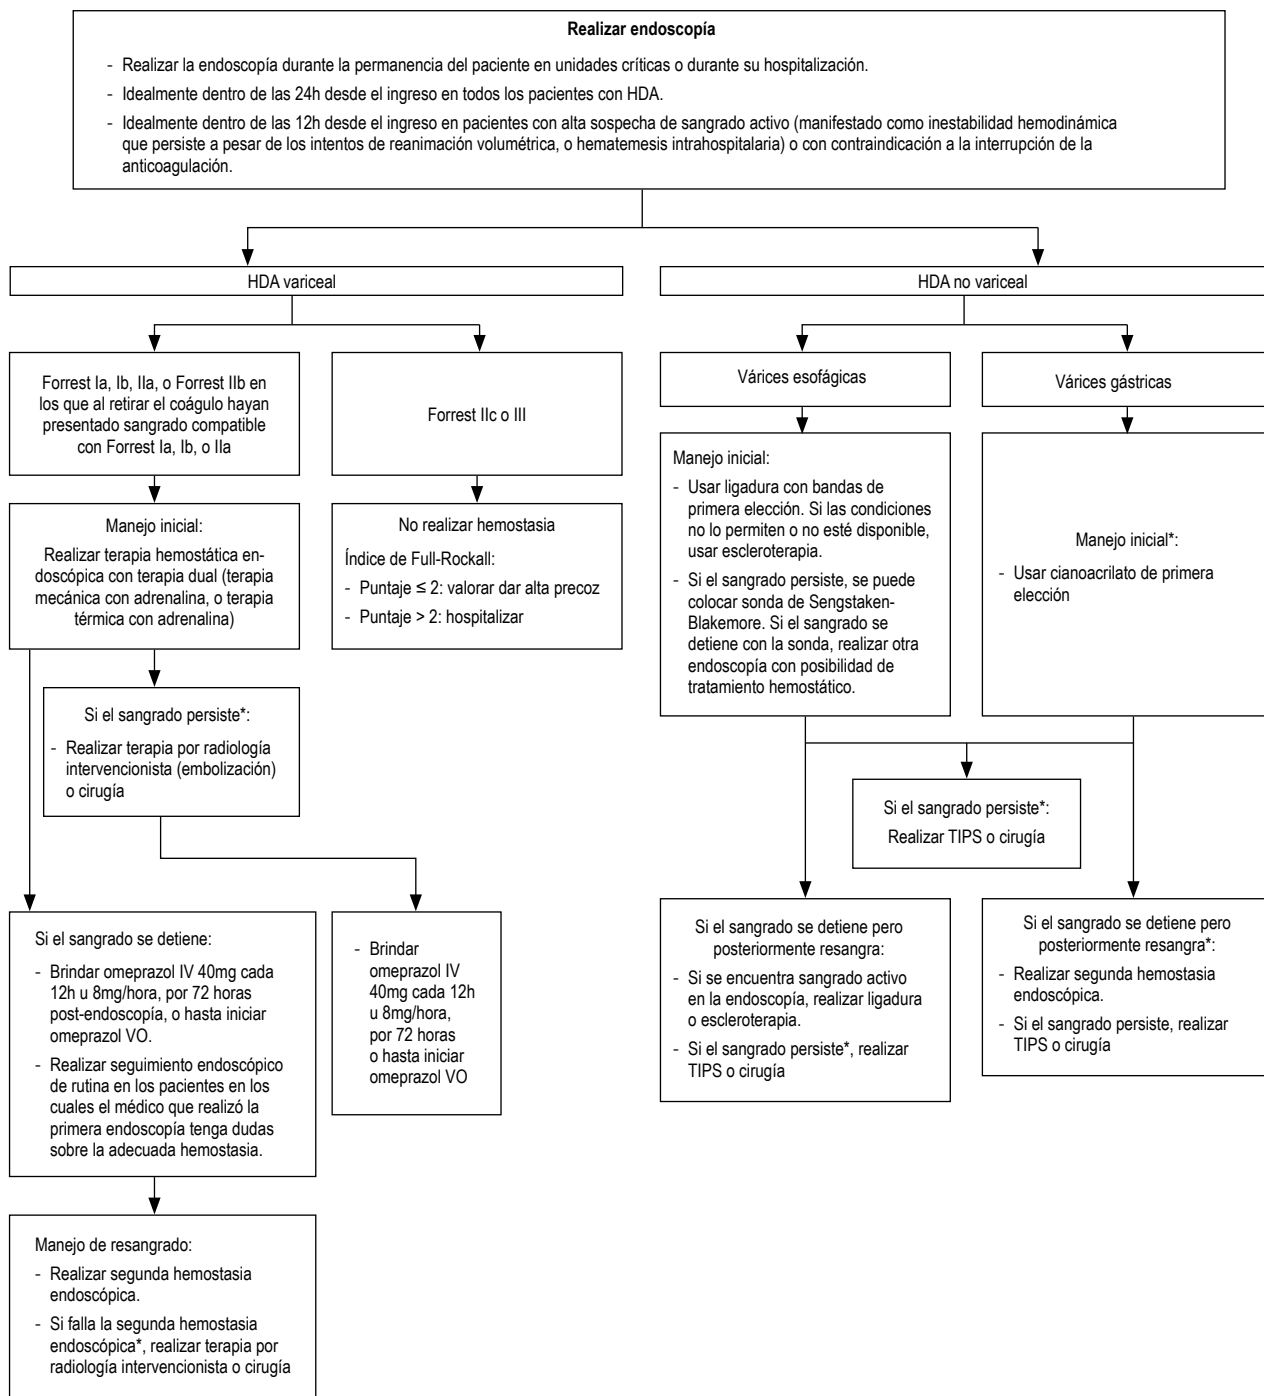 Realizar endoscopía
- Realizar la endoscopía durante la permanencia del paciente en unidades críticas o durante su hospitalización.
- Idealmente dentro de las 24h desde el ingreso en todos los pacientes con HDA.
- Idealmente dentro de las 12h desde el ingreso en pacientes con alta sospecha de sangrado activo (manifestado como inestabilidad hemodinámica
que persiste a pesar de los intentos de reanimación volumétrica, o hematemesis intrahospitalaria) o con contraindicación a la interrupción de la
anticoagulación.
HDA variceal
Forrest Ia, Ib, IIa, o Forrest IIb en
los que al retirar el coágulo hayan
presentado sangrado compatible
con Forrest Ia, Ib, o IIa
Forrest IIc o III
Manejo inicial:
Realizar terapia hemostática en-
doscópica con terapia dual (terapia
mecánica con adrenalina, o terapia
térmica con adrenalina)
No realizar hemostasia
Índice de Full-Rockall:
- Puntaje ≤ 2: valorar dar alta precoz
- Puntaje > 2: hospitalizar
Si el sangrado persiste*:
- Realizar terapia por radiología
intervencionista (embolización)
o cirugía
Si el sangrado se detiene:
- Brindar omeprazol IV 40mg cada
12h u 8mg/hora, por 72 horas
post-endoscopía, o hasta iniciar
omeprazol VO.
- Realizar seguimiento endoscópico
de rutina en los pacientes en los
cuales el médico que realizó la
primera endoscopía tenga dudas
sobre la adecuada hemostasia.
- Brindar
omeprazol IV
40mg cada 12h
u 8mg/hora,
por 72 horas
o hasta iniciar
omeprazol VO
Manejo de resangrado:
- Realizar segunda hemostasia
endoscópica.
- Si falla la segunda hemostasia
endoscópica*, realizar terapia por
radiología intervencionista o cirugía
HDA no variceal
Várices esofágicas
Várices gástricas
Manejo inicial:
- Usar ligadura con bandas de
primera elección. Si las condiciones
no lo permiten o no esté disponible,
usar escleroterapia.
- Si el sangrado persiste, se puede
colocar sonda de Sengstaken-
Blakemore. Si el sangrado se
detiene con la sonda, realizar otra
endoscopía con posibilidad de
tratamiento hemostático.
Manejo inicial*:
- Usar cianoacrilato de primera
elección
Si el sangrado persiste*:
Realizar TIPS o cirugía
Si el sangrado se detiene pero
posteriormente resangra:
- Si se encuentra sangrado activo
en la endoscopía, realizar ligadura
o escleroterapia.
- Si el sangrado persiste*, realizar
TIPS o cirugía
Si el sangrado se detiene pero
posteriormente resangra*:
- Realizar segunda hemostasia
endoscópica.
- Si el sangrado persiste, realizar
TIPS o cirugía